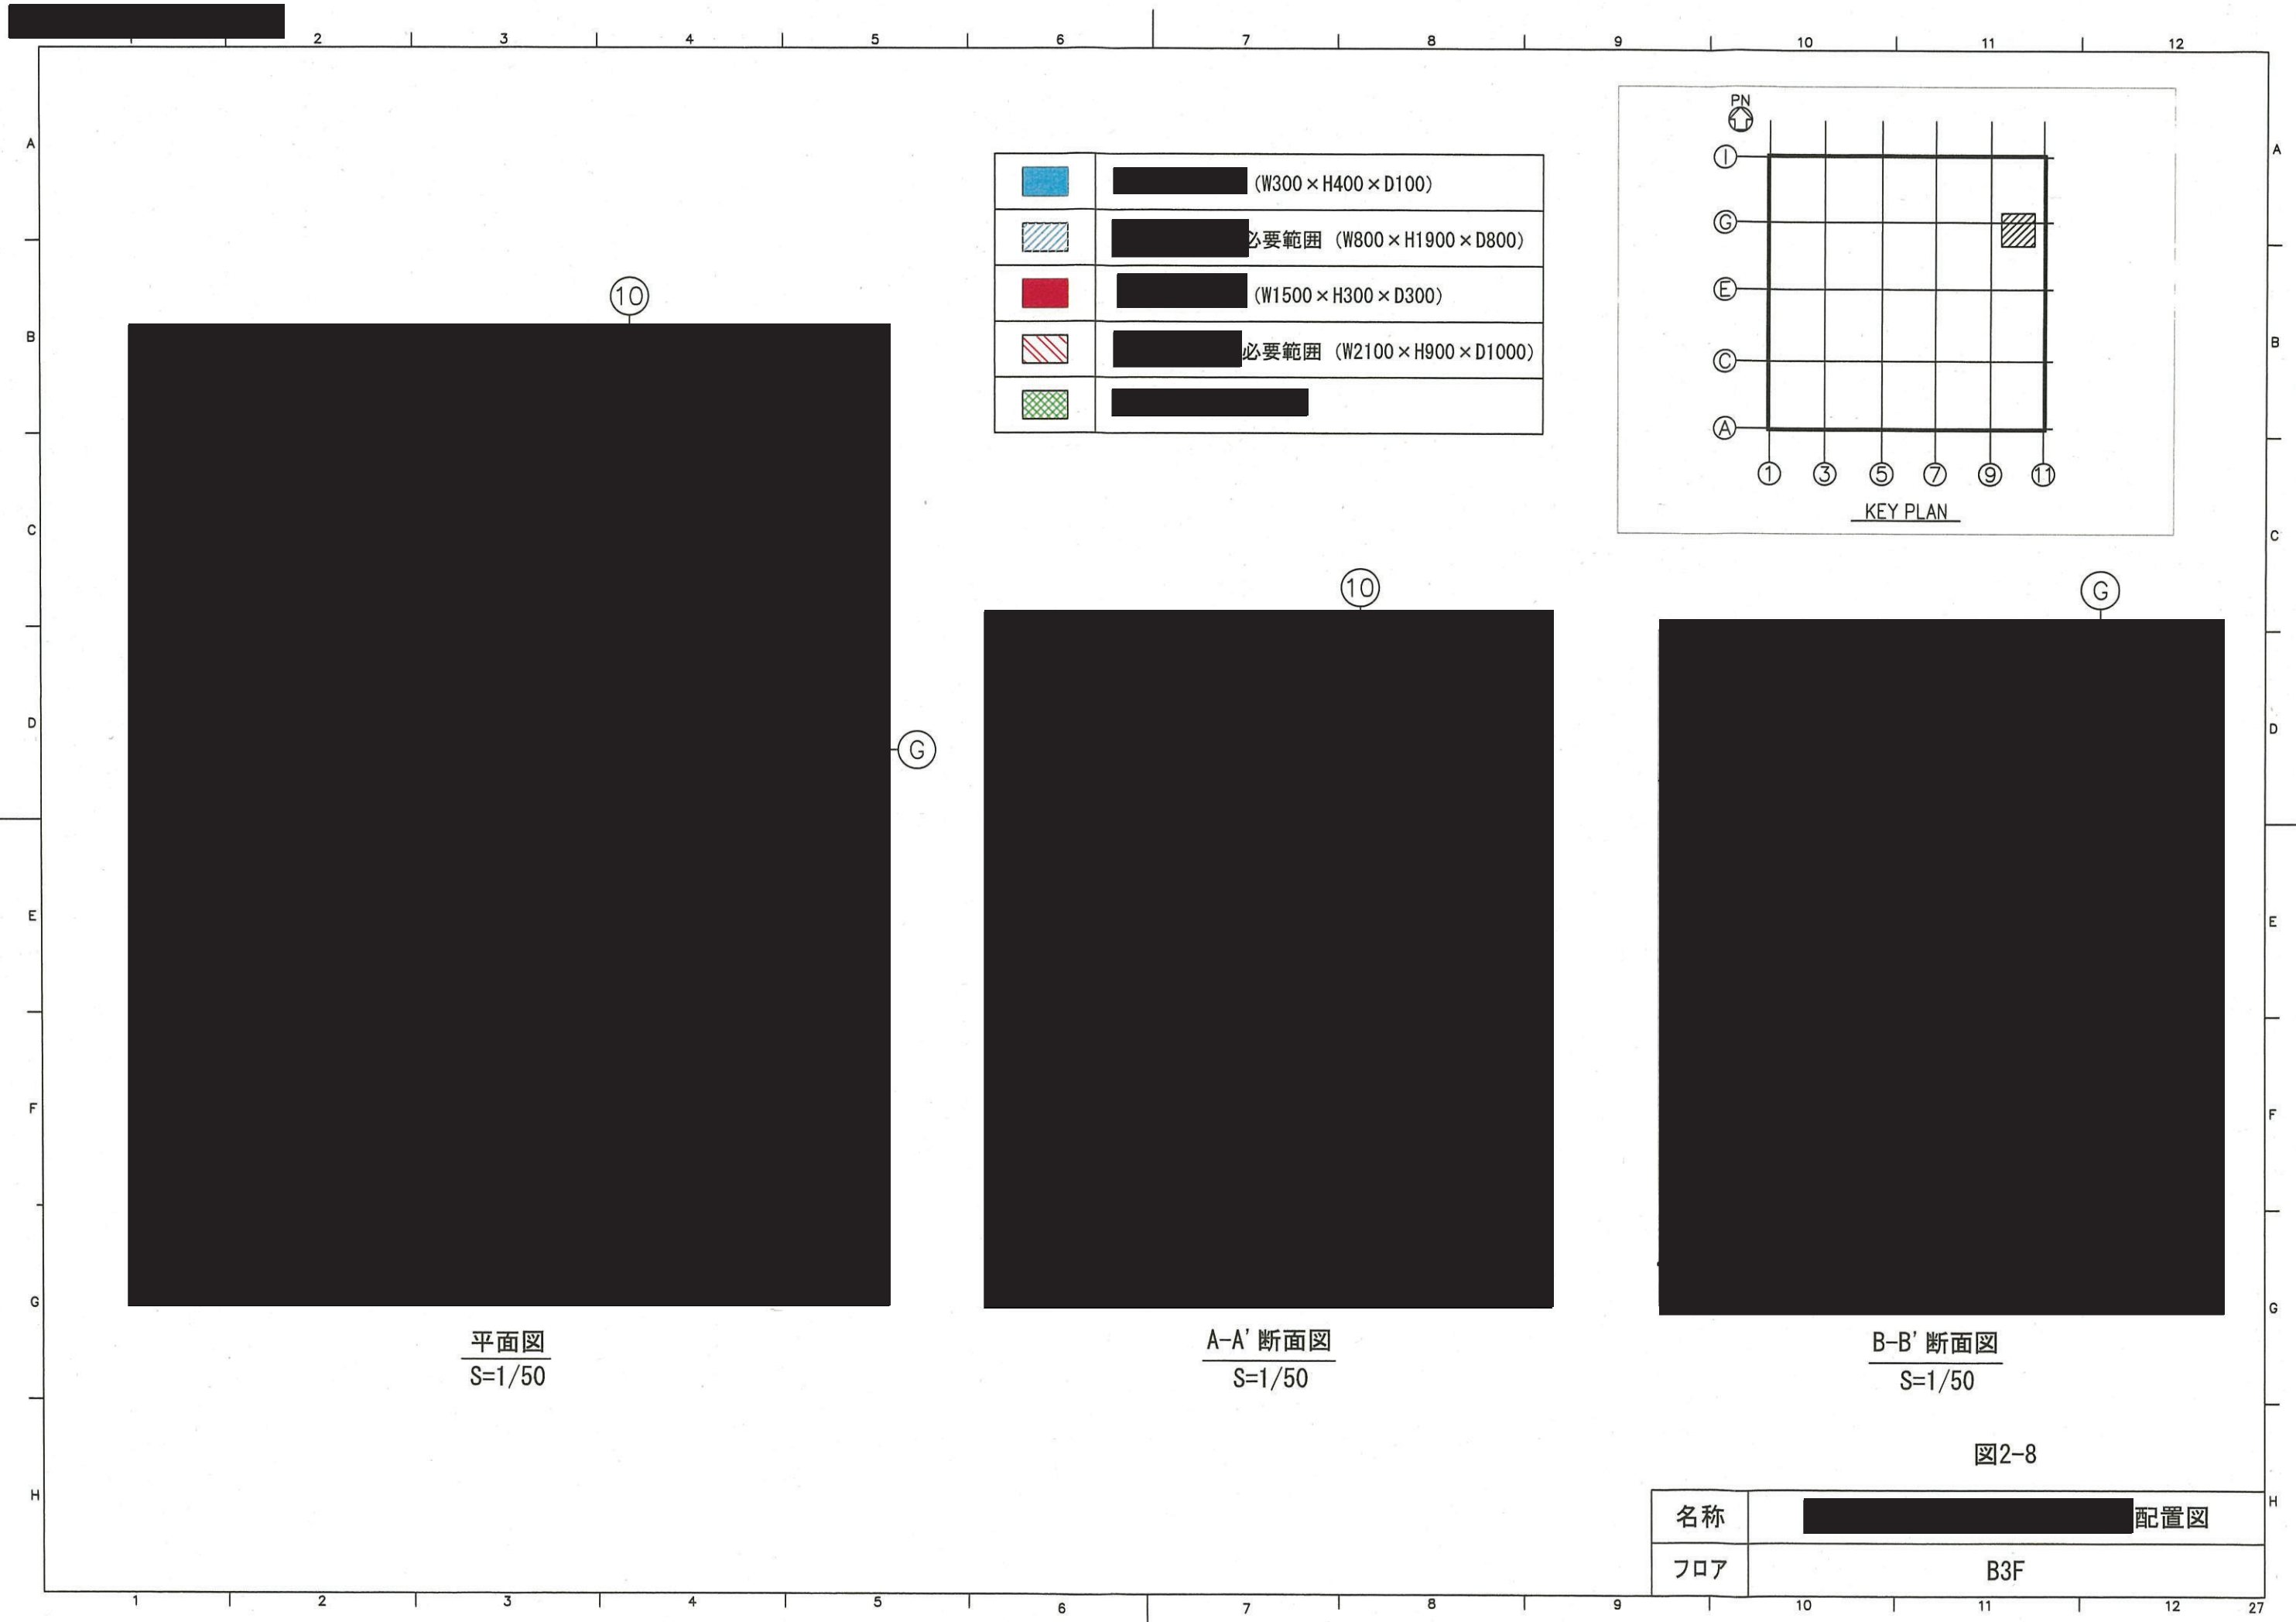 2 3 4 5 6 7 8 9 10 11 12
A
B
C
D
E
F
G
H
(W300×H400×D100)
必要範囲 (W800×H1900×D800)
(W1500×H300×D300)
必要範囲 (W2100×H900×D1000)
PN
I
G
E
C
A
1 3 5 7 9 11
KEY PLAN
10
G
平面図
S=1/50
10
A-A' 断面図
S=1/50
G
B-B' 断面図
S=1/50
図2-8
名称 配置図
フロア B3F
A
B
C
D
E
F
G
H
1 2 3 4 5 6 7 8 9 10 11 12
27